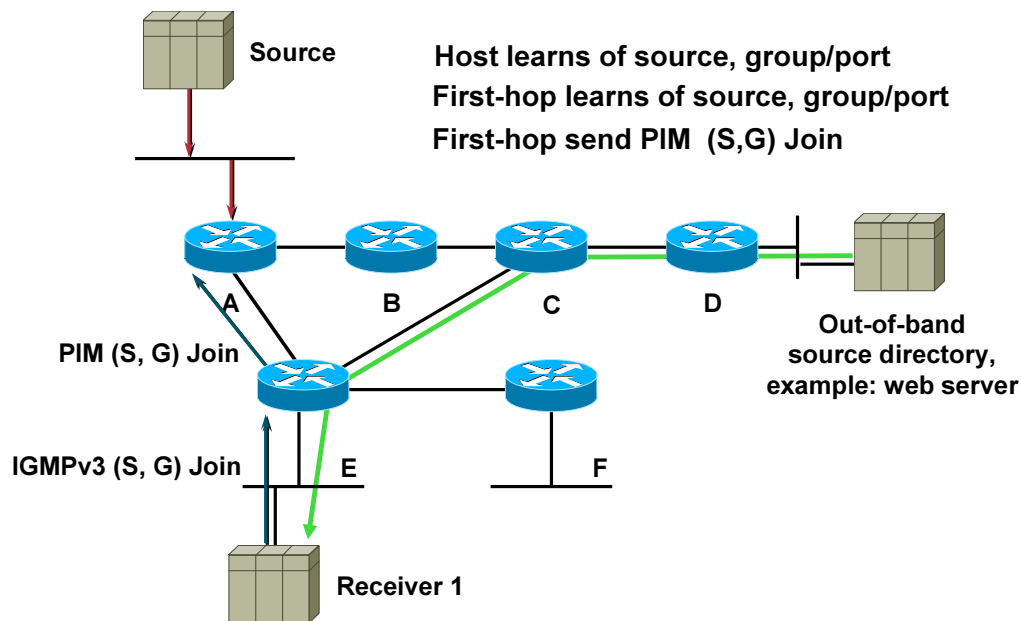 Source
Host learns of source, group/port
First-hop learns of source, group/port
First-hop send PIM (S,G) Join
A
B
C
D
Out-of-band
source directory,
example: web server
PIM (S, G) Join
IGMPv3 (S, G) Join
E
F
Receiver 1